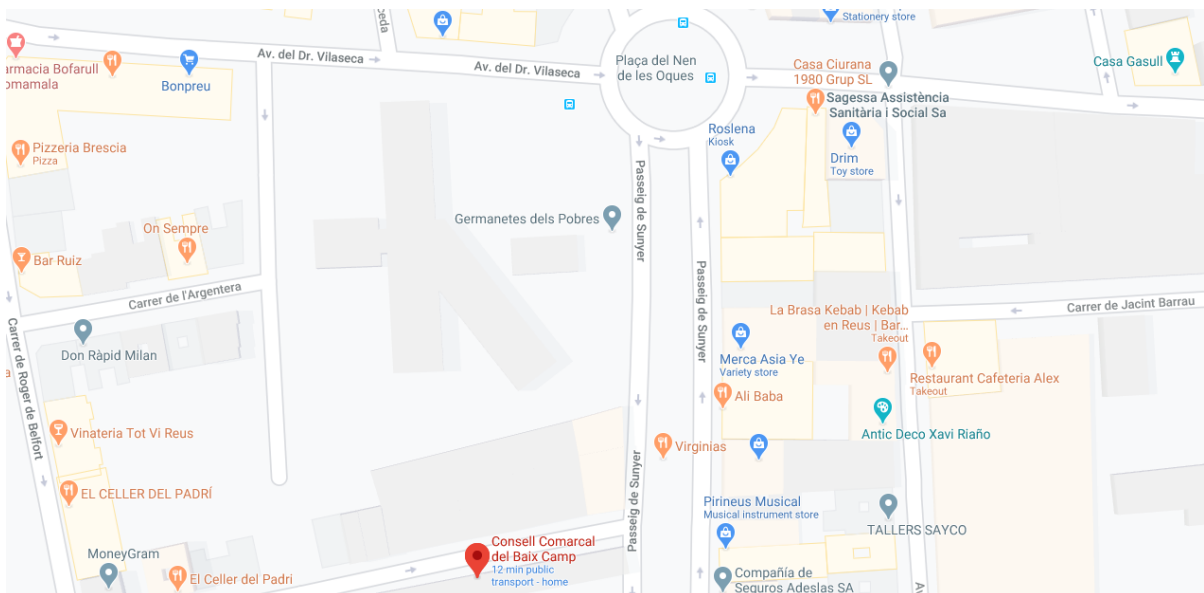 Stationery store
ceda
Av. del Dr. Vilaseca
Av. del Dr. Vilaseca
Plaça del Nen
de les Oques
Casa Ciurana
1980 Grup SL
Casa Gasull
armacia Bofarull
omamala
Bonpreu
Sagessa Assistència
Sanitària i Social Sa
Roslena
Kiosk
Drim
Toy store
Pizzeria Brescia
Pizza
Passeig de Sunyer
Germanetes dels Pobres
On Sempre
Bar Ruiz
Passeig de Sunyer
Carrer de l'Argentera
Carrer de Jacint Barrau
La Brasa Kebab | Kebab
en Reus | Bar...
Takeout
Carrer de Roger de Belfort
Don Ràpid Milan
a
Merca Asia Ye
Variety store
Restaurant Cafeteria Alex
Takeout
Ali Baba
Antic Deco Xavi Riaño
Vinateria Tot Vi Reus
Virginias
Passeig de Sunyer
EL CELLER DEL PADRÍ
Pirineus Musical
Musical instrument store
TALLERS SAYCO
Consell Comarcal
del Baix Camp
12 min public
transport - home
MoneyGram
El Celler del Padri
Compañía de
Seguros Adeslas SA
Av